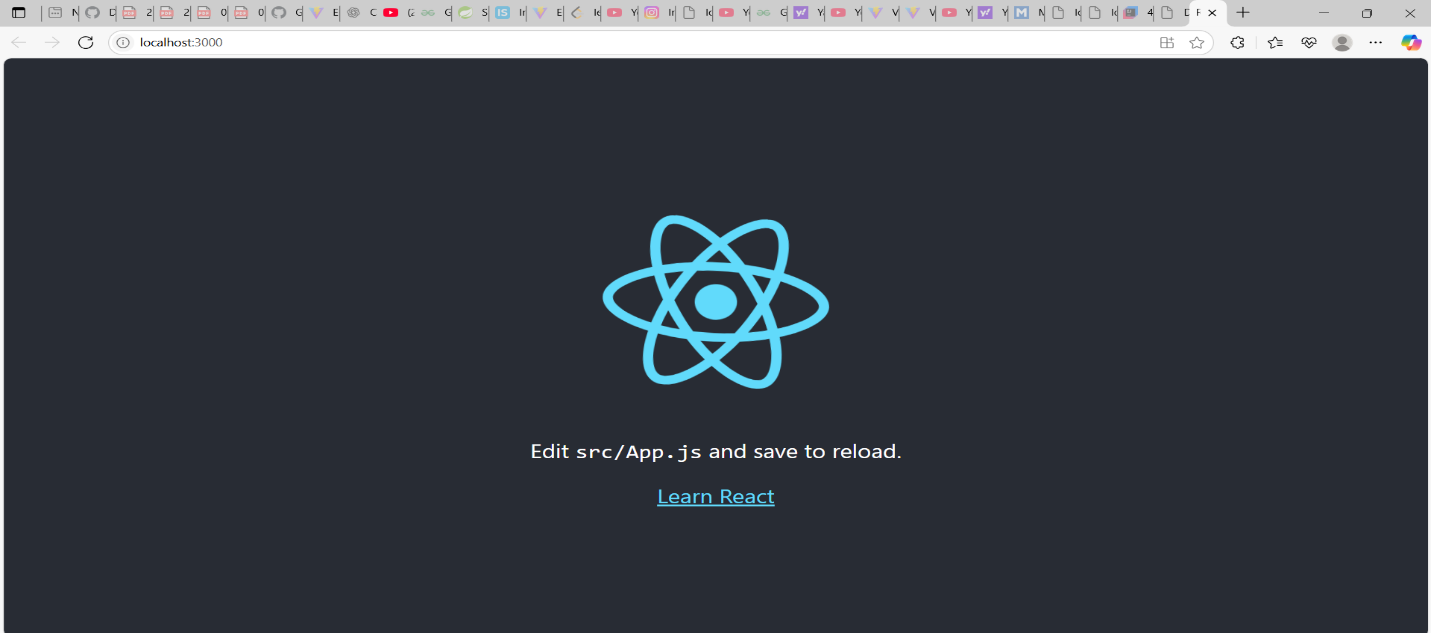 localhost:3000
Edit src/App.js and save to reload.
Learn React